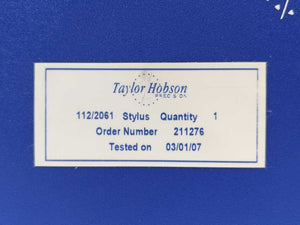 Taylor Hobson
112/2061 Stylus Quantity 1
Order Number 211276
Tested on 03/01/07